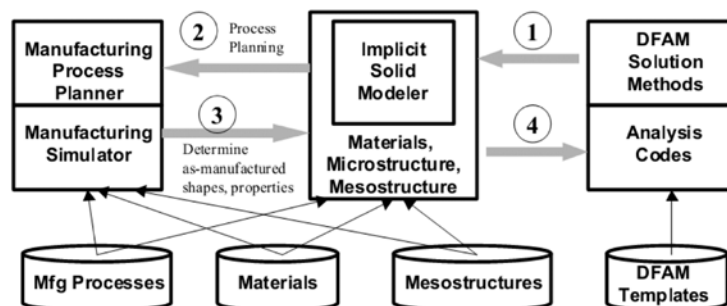 Manufacturing
Process
Planner
Manufacturing
Simulator
2
Process
Planning
3
Determine
as-manufactured
shapes, properties
Implicit
Solid
Modeler
Materials,
Microstructure,
Mesostructure
1
4
DFAM
Solution
Methods
Analysis
Codes
Mfg Processes
Materials
Mesostructures
DFAM
Templates